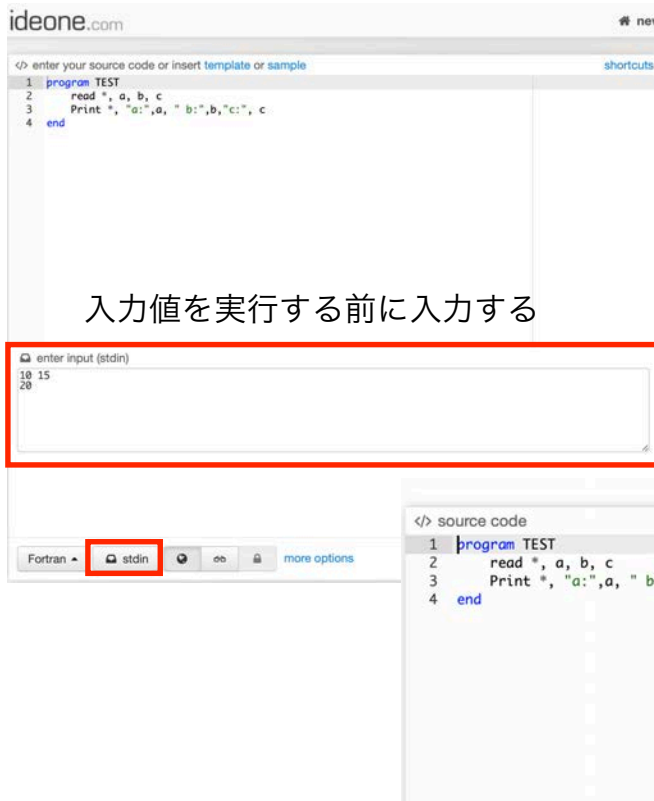 ideone.com
new
</> enter your source code or insert template or sample
shortcuts
1 program TEST
2 read *, a, b, c
3 Print *, "a:",a, " b:",b,"c:", c
4 end
入力値を実行する前に入力する
enter input (stdin)
10 15
20
Fortran
stdin
more options
</> source code
1 program TEST
2 read *, a, b, c
3 Print *, "a:",a, " b
4 end